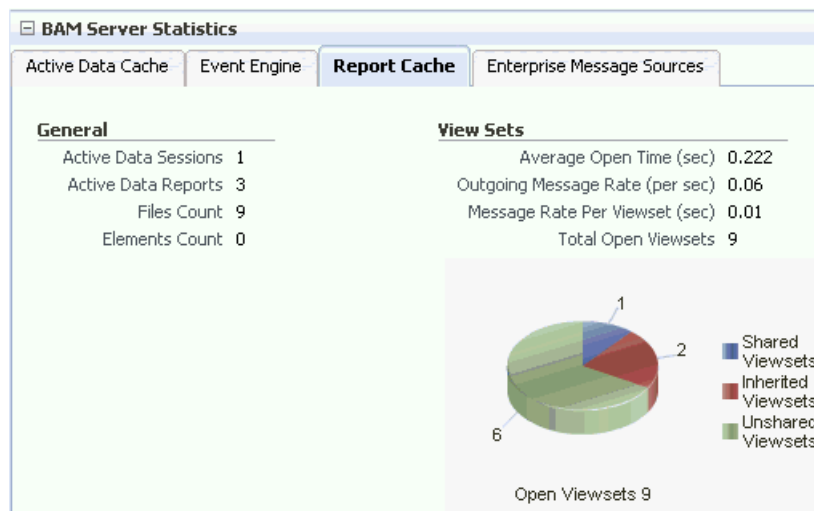 BAM Server Statistics
Active Data Cache Event Engine Report Cache Enterprise Message Sources
General
Active Data Sessions 1
Active Data Reports 3
Files Count 9
Elements Count 0
View Sets
Average Open Time (sec) 0.222
Outgoing Message Rate (per sec) 0.06
Message Rate Per Viewset (sec) 0.01
Total Open Viewsets 9
1
2
6
Shared
Viewsets
Inherited
Viewsets
Unshared
Viewsets
Open Viewsets 9